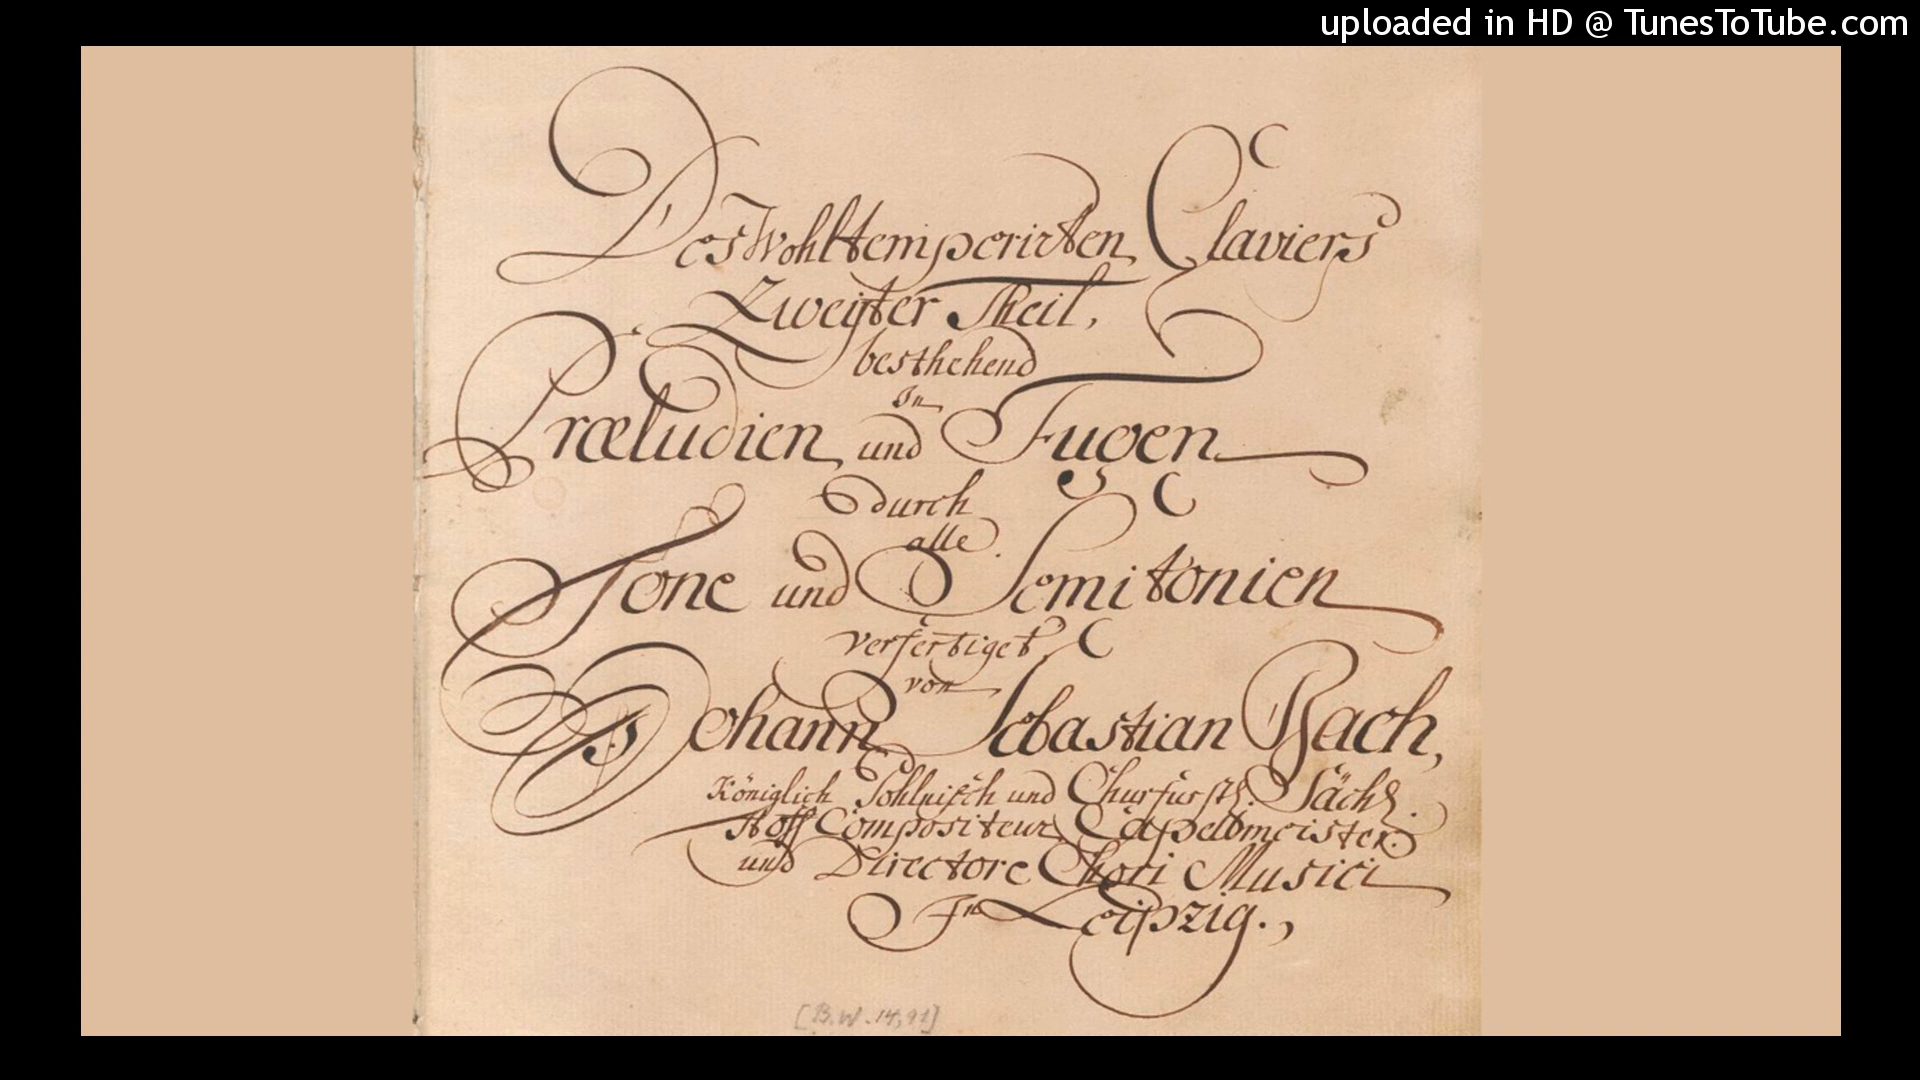 uploaded in HD @ TunesToTube.com
Des Wohltemperirten Claviers
Zweyter Theil,
besthehend
In
Præludien und Fugen
durch
alle
Tone und Semitonien
verfertiget
von
Johann Sebastian Bach,
Königlich Pohlnisch und Churfürstl. Sächs.
Hoff Compositeur Capellmeister
und Directore Chori Musici
In Leipzig.,
[B.W. 14, 91]